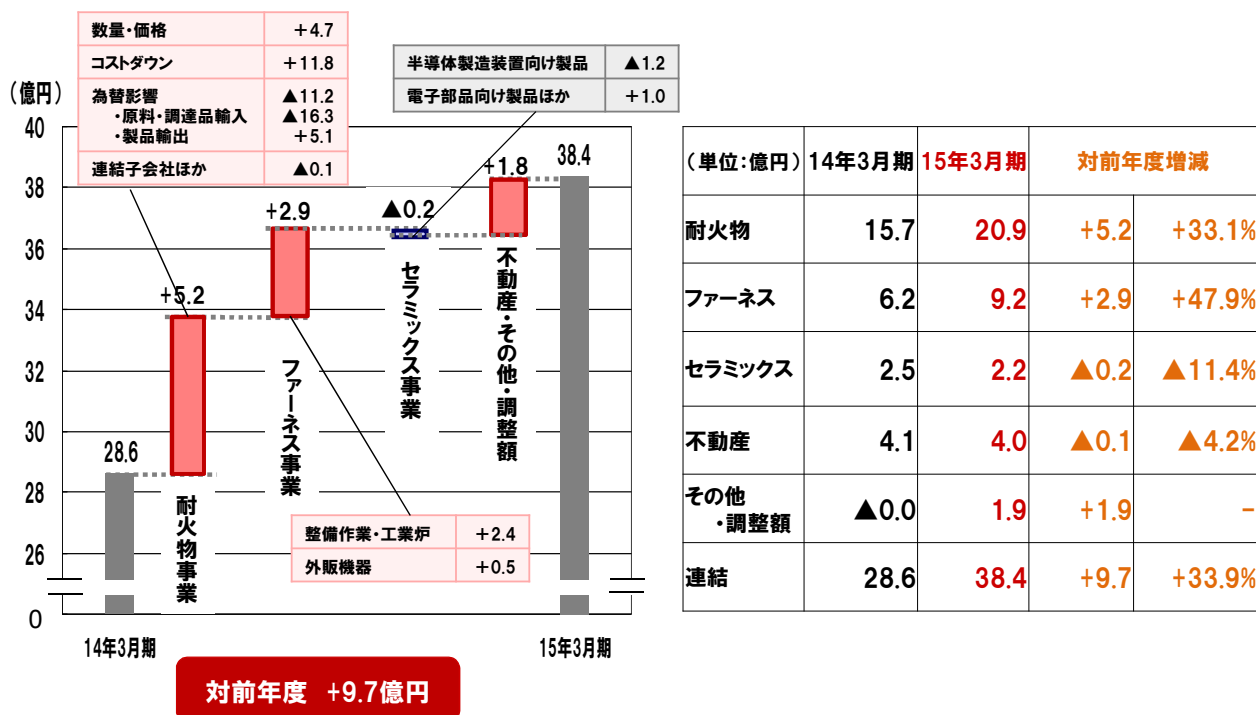 数量・価格 +4.7
コストダウン +11.8
為替影響 ▲11.2
・原料・調達品輸入 ▲16.3
・製品輸出 +5.1
連結子会社ほか ▲0.1
半導体製造装置向け製品 ▲1.2
電子部品向け製品ほか +1.0
(億円)
40
38
36
34
32
30
28
26
0
28.6
+5.2
+2.9
▲0.2
+1.8
38.4
耐火物事業
ファーネス事業
セラミックス事業
不動産・その他・調整額
整備作業・工業炉 +2.4
外販機器 +0.5
14年3月期
15年3月期
対前年度 +9.7億円
(単位:億円) 14年3月期 15年3月期 対前年度増減
耐火物 15.7 20.9 +5.2 +33.1%
ファーネス 6.2 9.2 +2.9 +47.9%
セラミックス 2.5 2.2 ▲0.2 ▲11.4%
不動産 4.1 4.0 ▲0.1 ▲4.2%
その他
・調整額 ▲0.0 1.9 +1.9 -
連結 28.6 38.4 +9.7 +33.9%